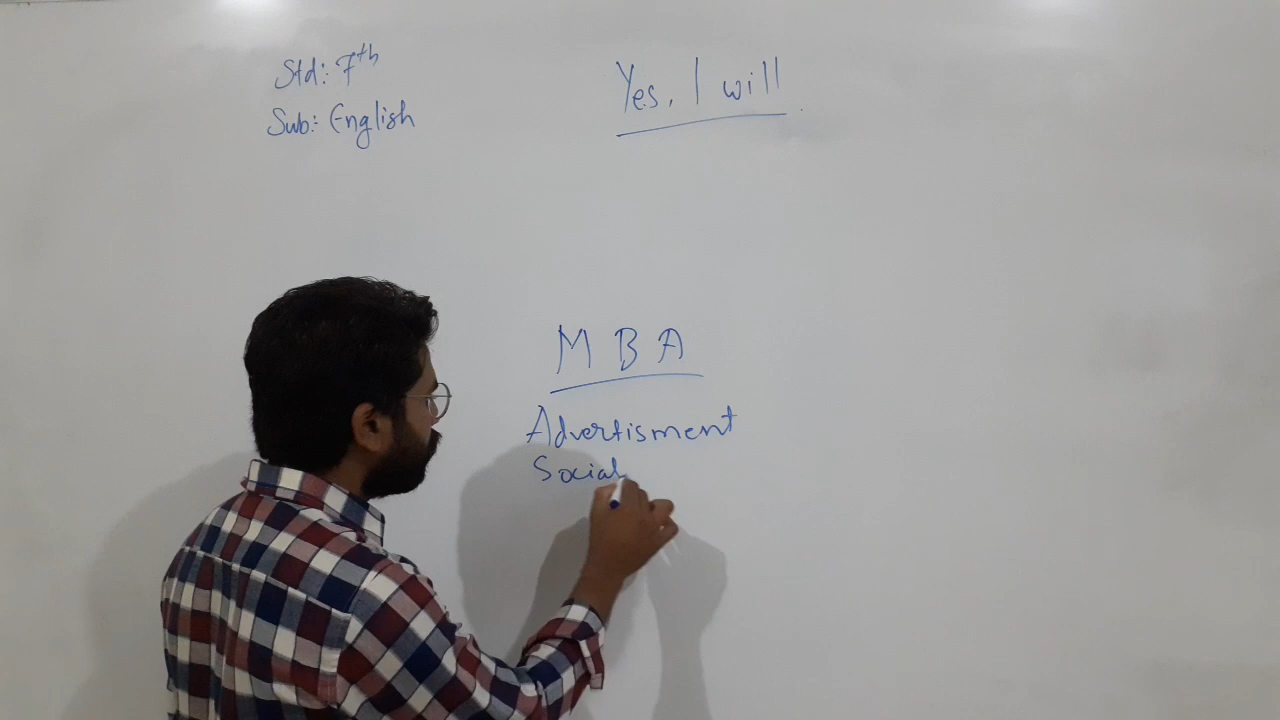 Std: 7th
Sub: English
Yes, I will
M B A
Advertisment
Social